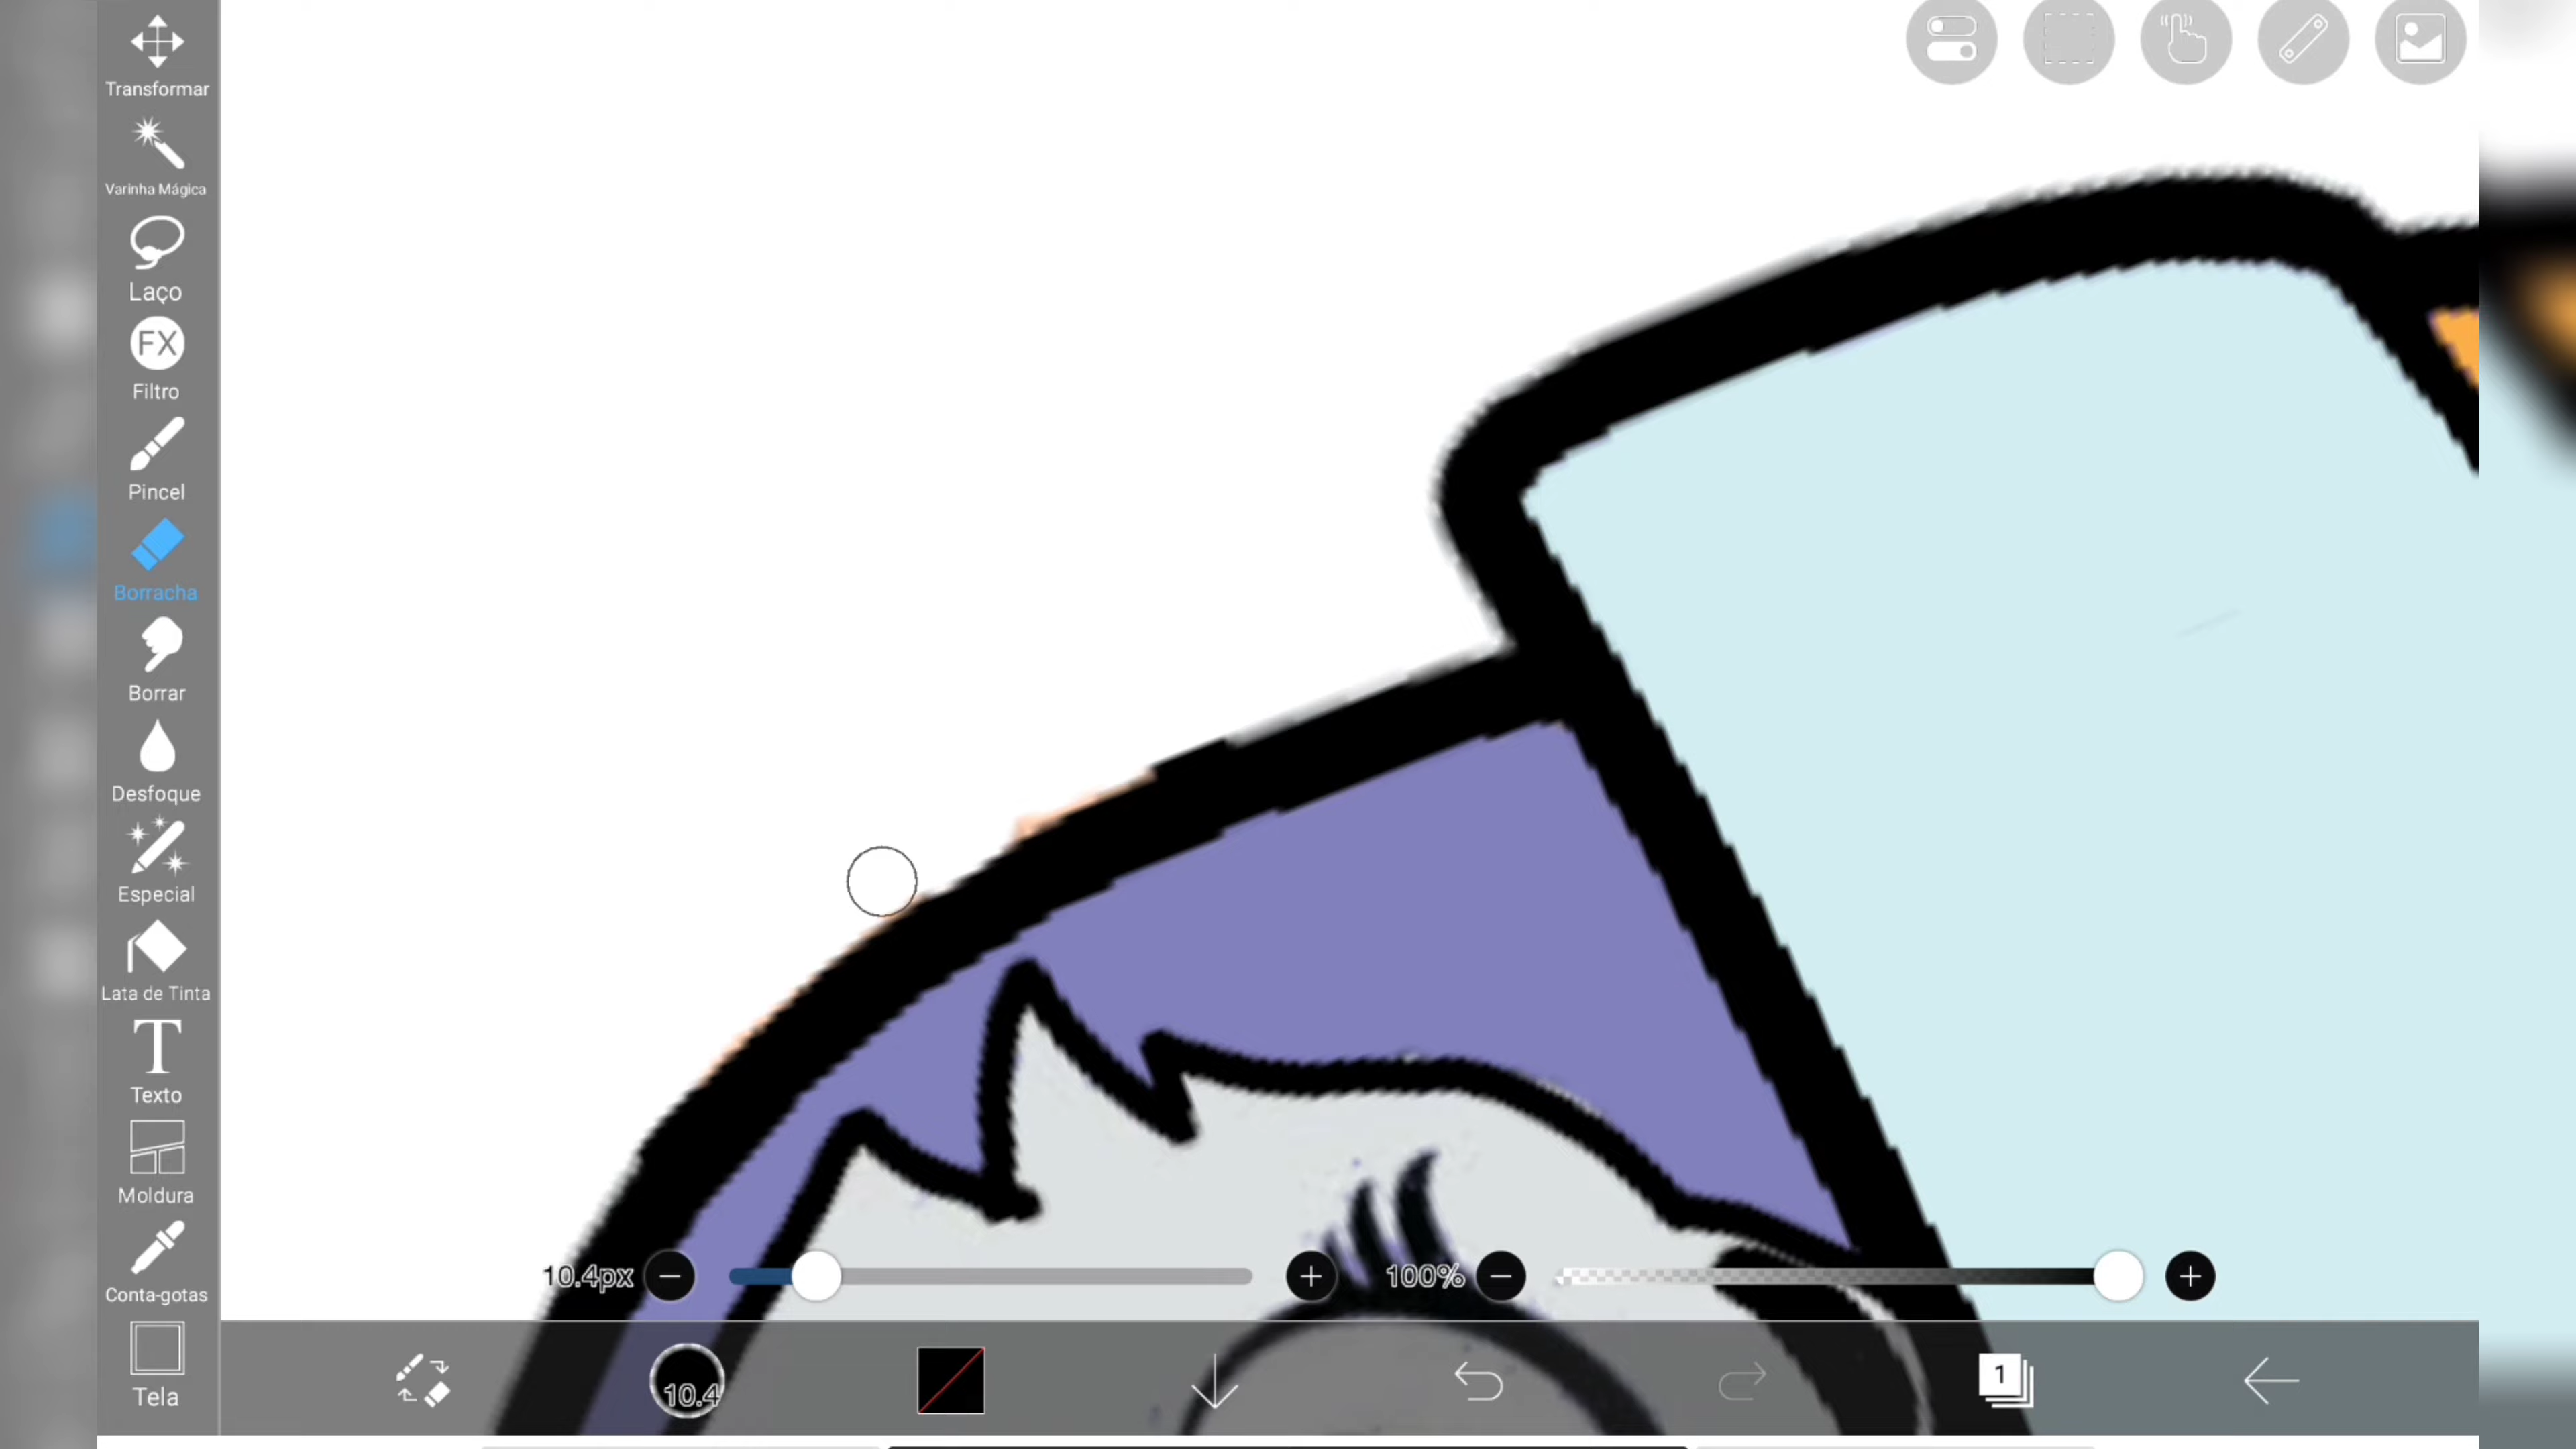 Transformar
Varinha Mágica
Laço
FX
Filtro
Pincel
Borracha
Borrar
Desfoque
Especial
Lata de Tinta
T
Texto
Moldura
Conta-gotas
Tela
10.4px
100%
10.4
1